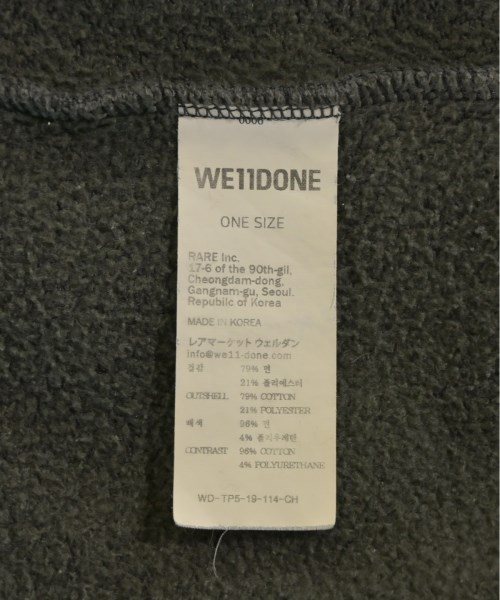 WE11DONE
ONE SIZE
RARE Inc.
17-6 of the 90th-gil,
Cheongdam-dong,
Gangnam-gu, Seoul.
Republic of Korea
MADE IN KOREA
レアマーケット ウェルダン
info@we11-done.com
겉감 79% 면
21% 폴리에스터
OUTSHELL 79% COTTON
21% POLYESTER
배색 96% 면
4% 폴리우레탄
CONTRAST 96% COTTON
4% POLYURETHANE
WD-TP5-19-114-CH